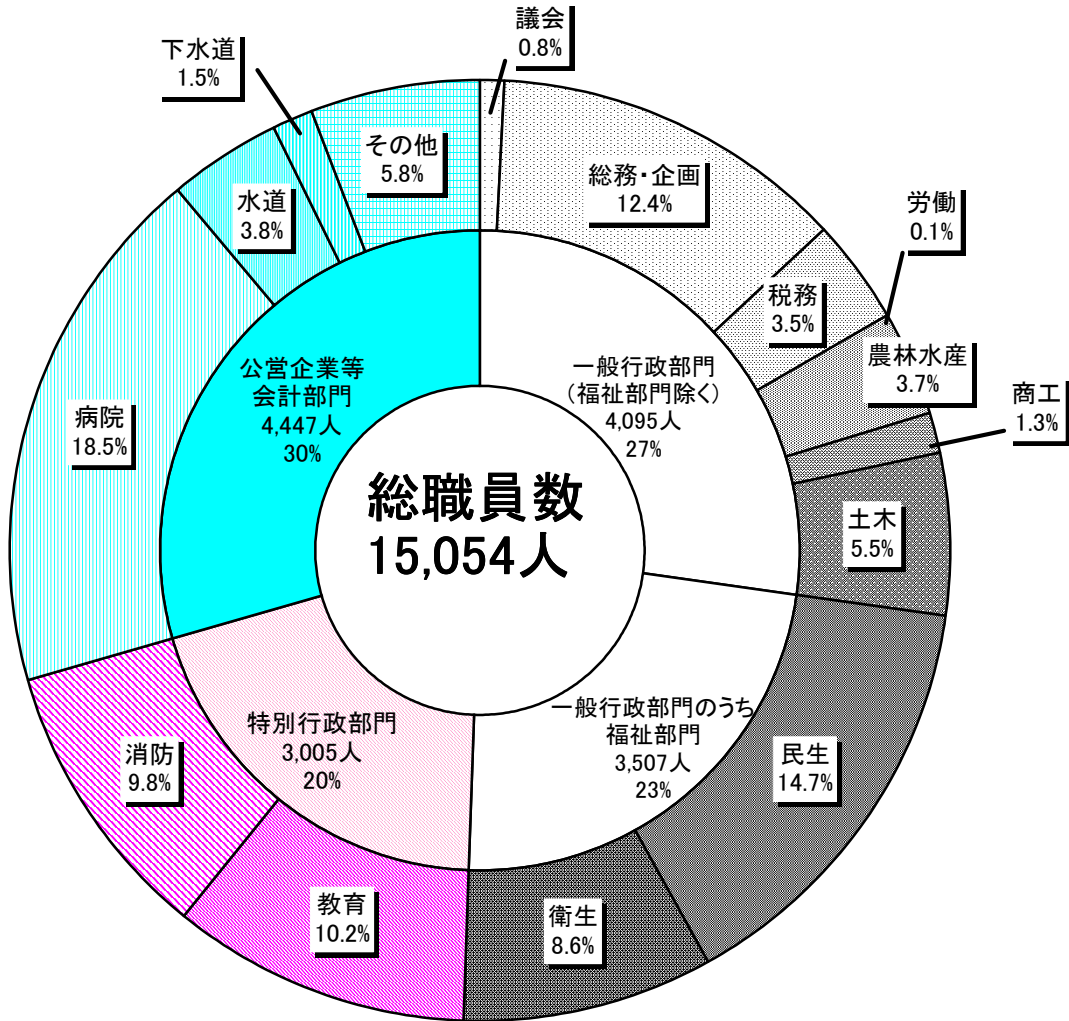 議会
0.8%
下水道
1.5%
その他
5.8%
総務・企画
12.4%
水道
3.8%
労働
0.1%
税務
3.5%
農林水産
3.7%
商工
1.3%
病院
18.5%
公営企業等
会計部門
4,447人
30%
一般行政部門
(福祉部門除く)
4,095人
27%
総職員数
15,054人
土木
5.5%
特別行政部門
3,005人
20%
一般行政部門のうち
福祉部門
3,507人
23%
消防
9.8%
民生
14.7%
教育
10.2%
衛生
8.6%